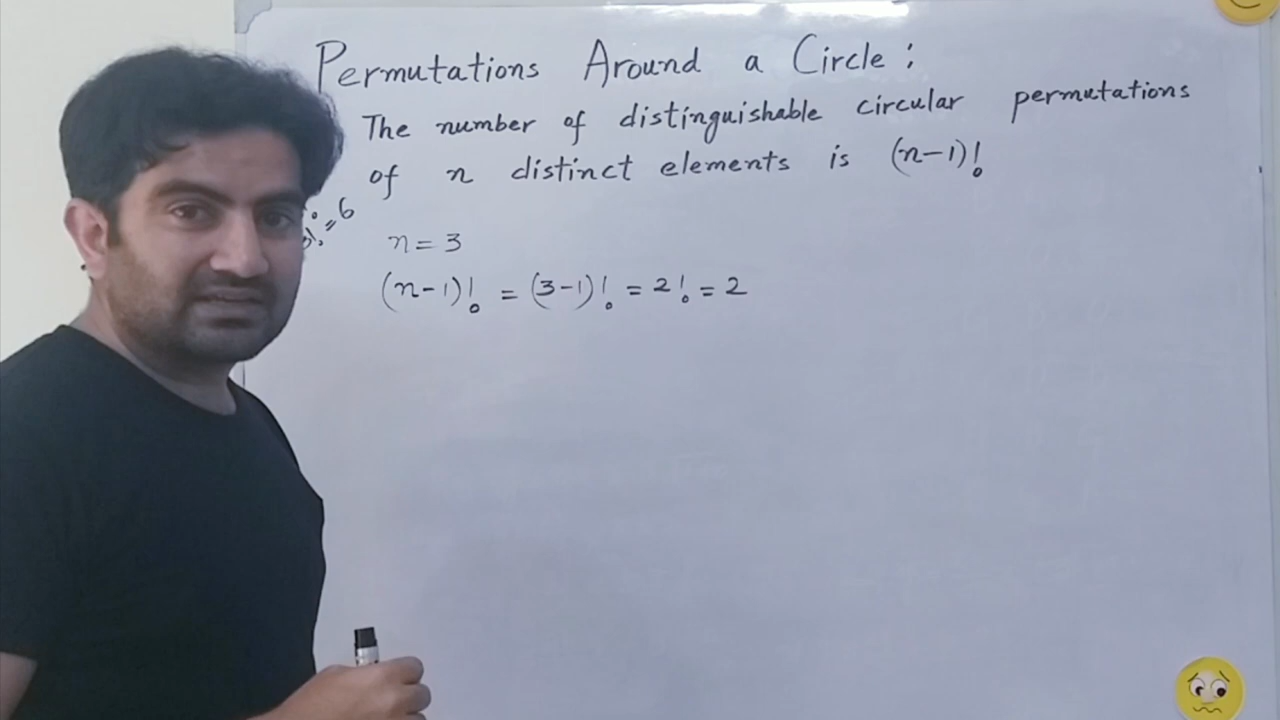 Permutations Around a Circle :
The number of distinguishable circular permutations
of n distinct elements is (n-1)!
= 6
n = 3
(n-1)! = (3-1)! = 2! = 2